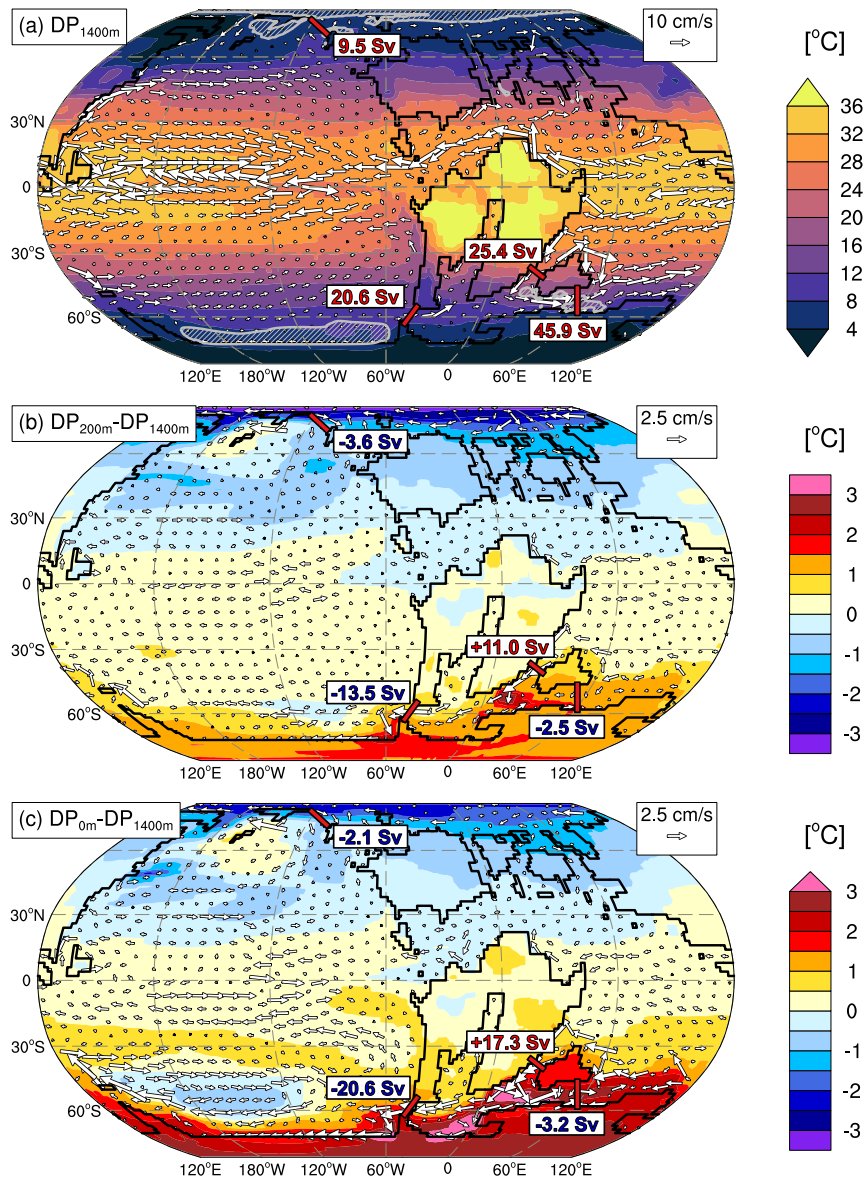 (a) DP1400m
9.5 Sv
10 cm/s
[°C]
36
32
28
24
20
16
12
8
4
30°N
0
30°S
60°S
25.4 Sv
20.6 Sv
45.9 Sv
120°E 180°W 120°W 60°W 0 60°E 120°E
(b) DP200m-DP1400m
-3.6 Sv
2.5 cm/s
[°C]
3
2
1
0
-1
-2
-3
30°N
0
30°S
60°S
+11.0 Sv
-13.5 Sv
-2.5 Sv
120°E 180°W 120°W 60°W 0 60°E 120°E
(c) DP0m-DP1400m
-2.1 Sv
2.5 cm/s
[°C]
3
2
1
0
-1
-2
-3
30°N
0
30°S
60°S
+17.3 Sv
-20.6 Sv
-3.2 Sv
120°E 180°W 120°W 60°W 0 60°E 120°E